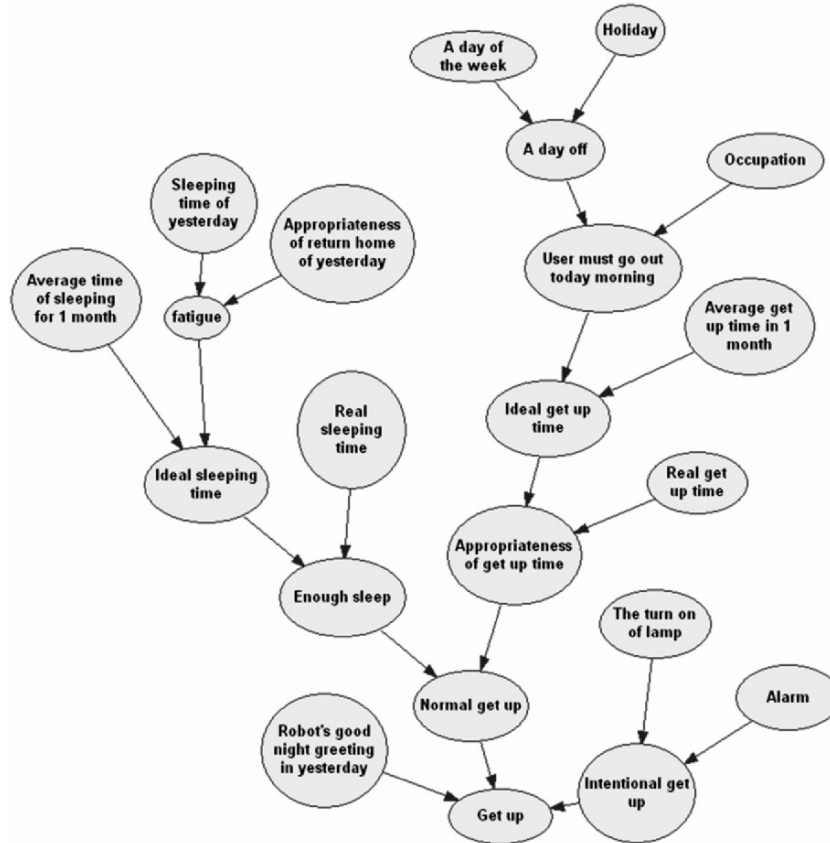 Holiday
A day of
the week
A day off
Occupation
Sleeping
time of
yesterday
Appropriateness
of return home
of yesterday
User must go out
today morning
Average time
of sleeping
for 1 month
fatigue
Average get
up time in 1
month
Real
sleeping
time
Ideal get up
time
Ideal sleeping
time
Real get
up time
Appropriateness
of get up time
Enough sleep
The turn on
of lamp
Normal get up
Alarm
Robot's good
night greeting
in yesterday
Intentional get
up
Get up